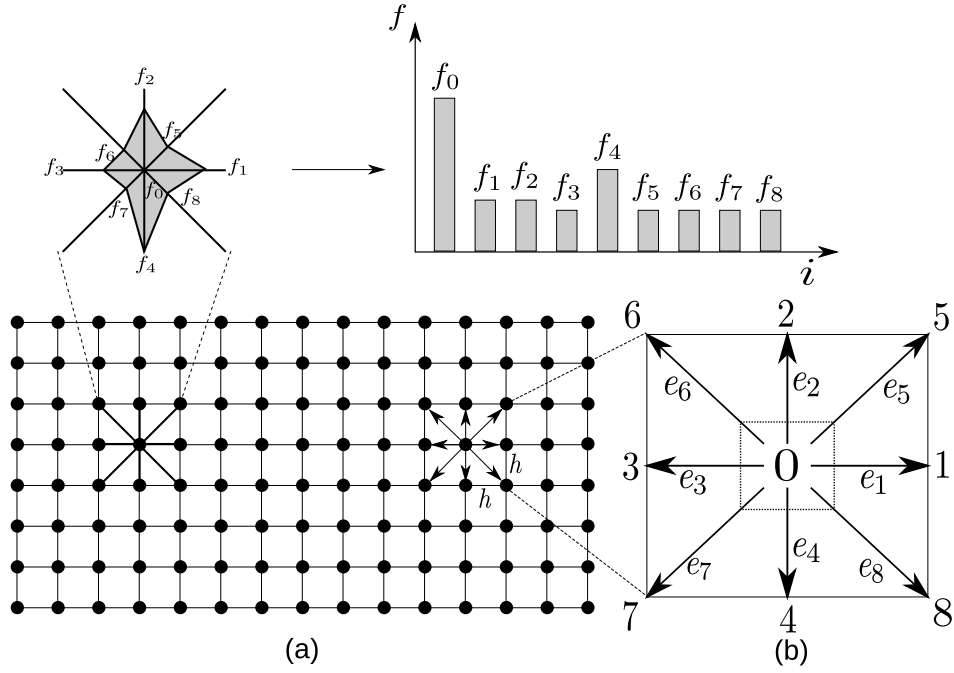 f
f₀
f₁ f₂ f₃ f₄ f₅ f₆ f₇ f₈
i
f₂
f₅
f₆
f₃ f₁
f₀
f₈
f₇
f₄
h
h
(a)
6 2 5
e₆ e₂ e₅
3 0 1
e₃ e₁
e₇ e₄ e₈
7 4 8
(b)